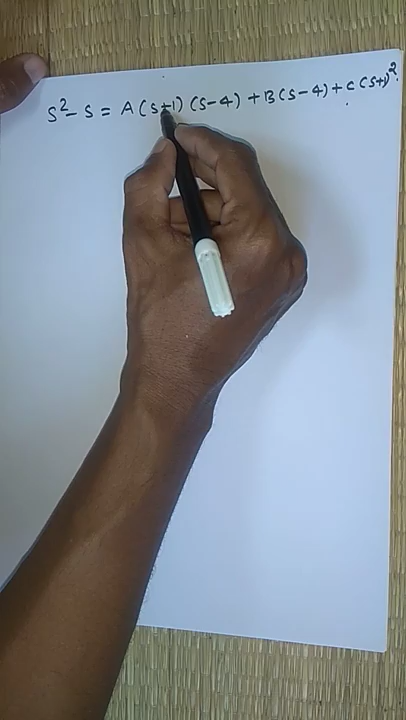 s² - s = A (s+1) (s-4) + B (s-4) + c (s+1)²